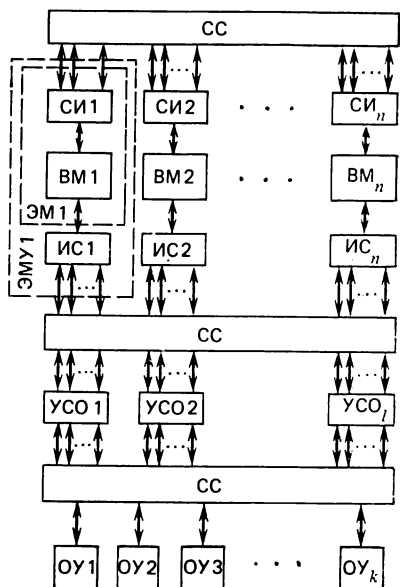 СС
СИ1 СИ2 . . . СИn
ВМ1 ВМ2 . . . ВМn
ЭМ1
ЭМУ1
ИС1 ИС2 ИСn
СС
УСО1 УСО2 УСОl
СС
ОУ1 ОУ2 ОУ3 . . . ОУk